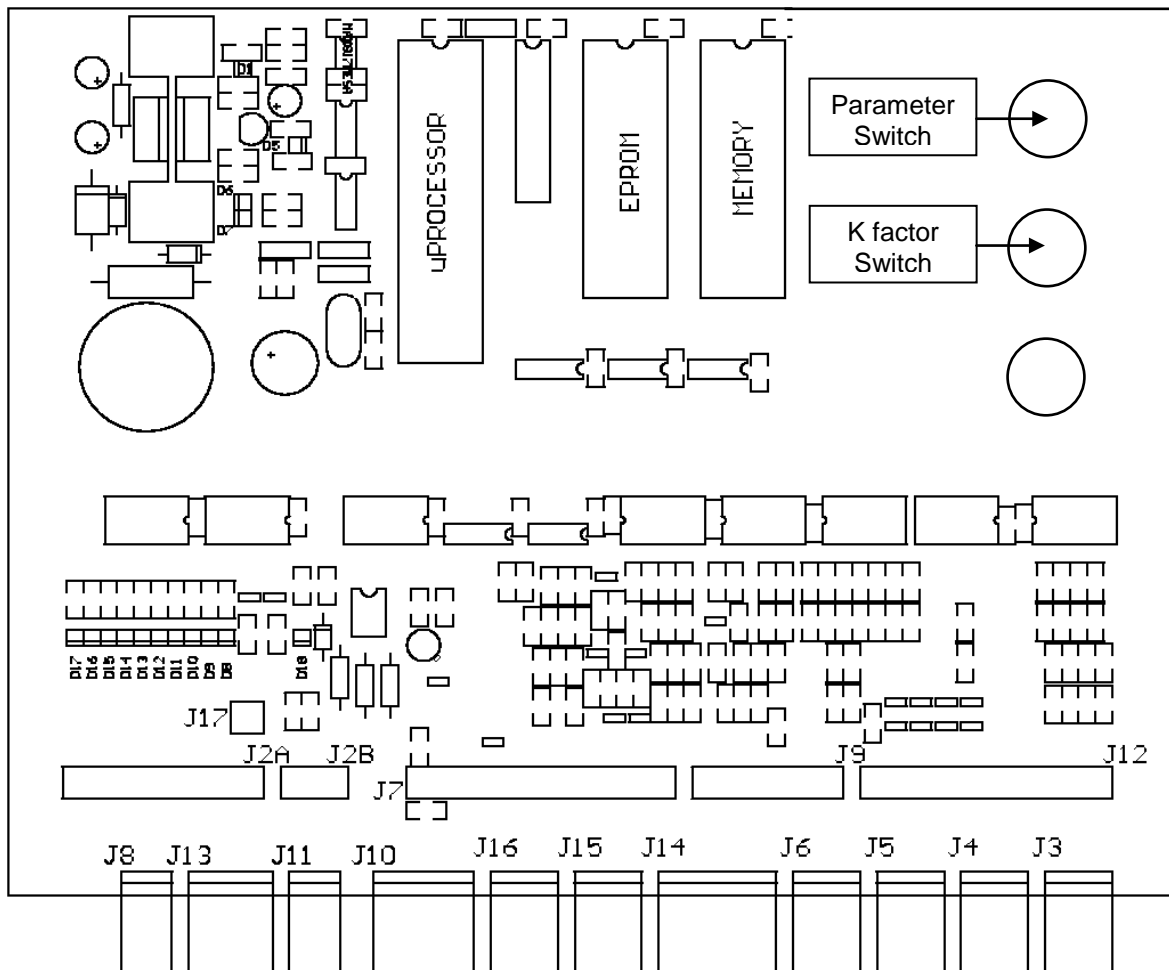 D1
uPROCESSOR
EPROM
MEMORY
Parameter
Switch
D5
D6
D7
K factor
Switch
D17
D16
D15
D14
D13
D12
D11
D10
D9
D8
D18
J17
J2A
J2B
J7
J9
J12
J8
J13
J11
J10
J16
J15
J14
J6
J5
J4
J3